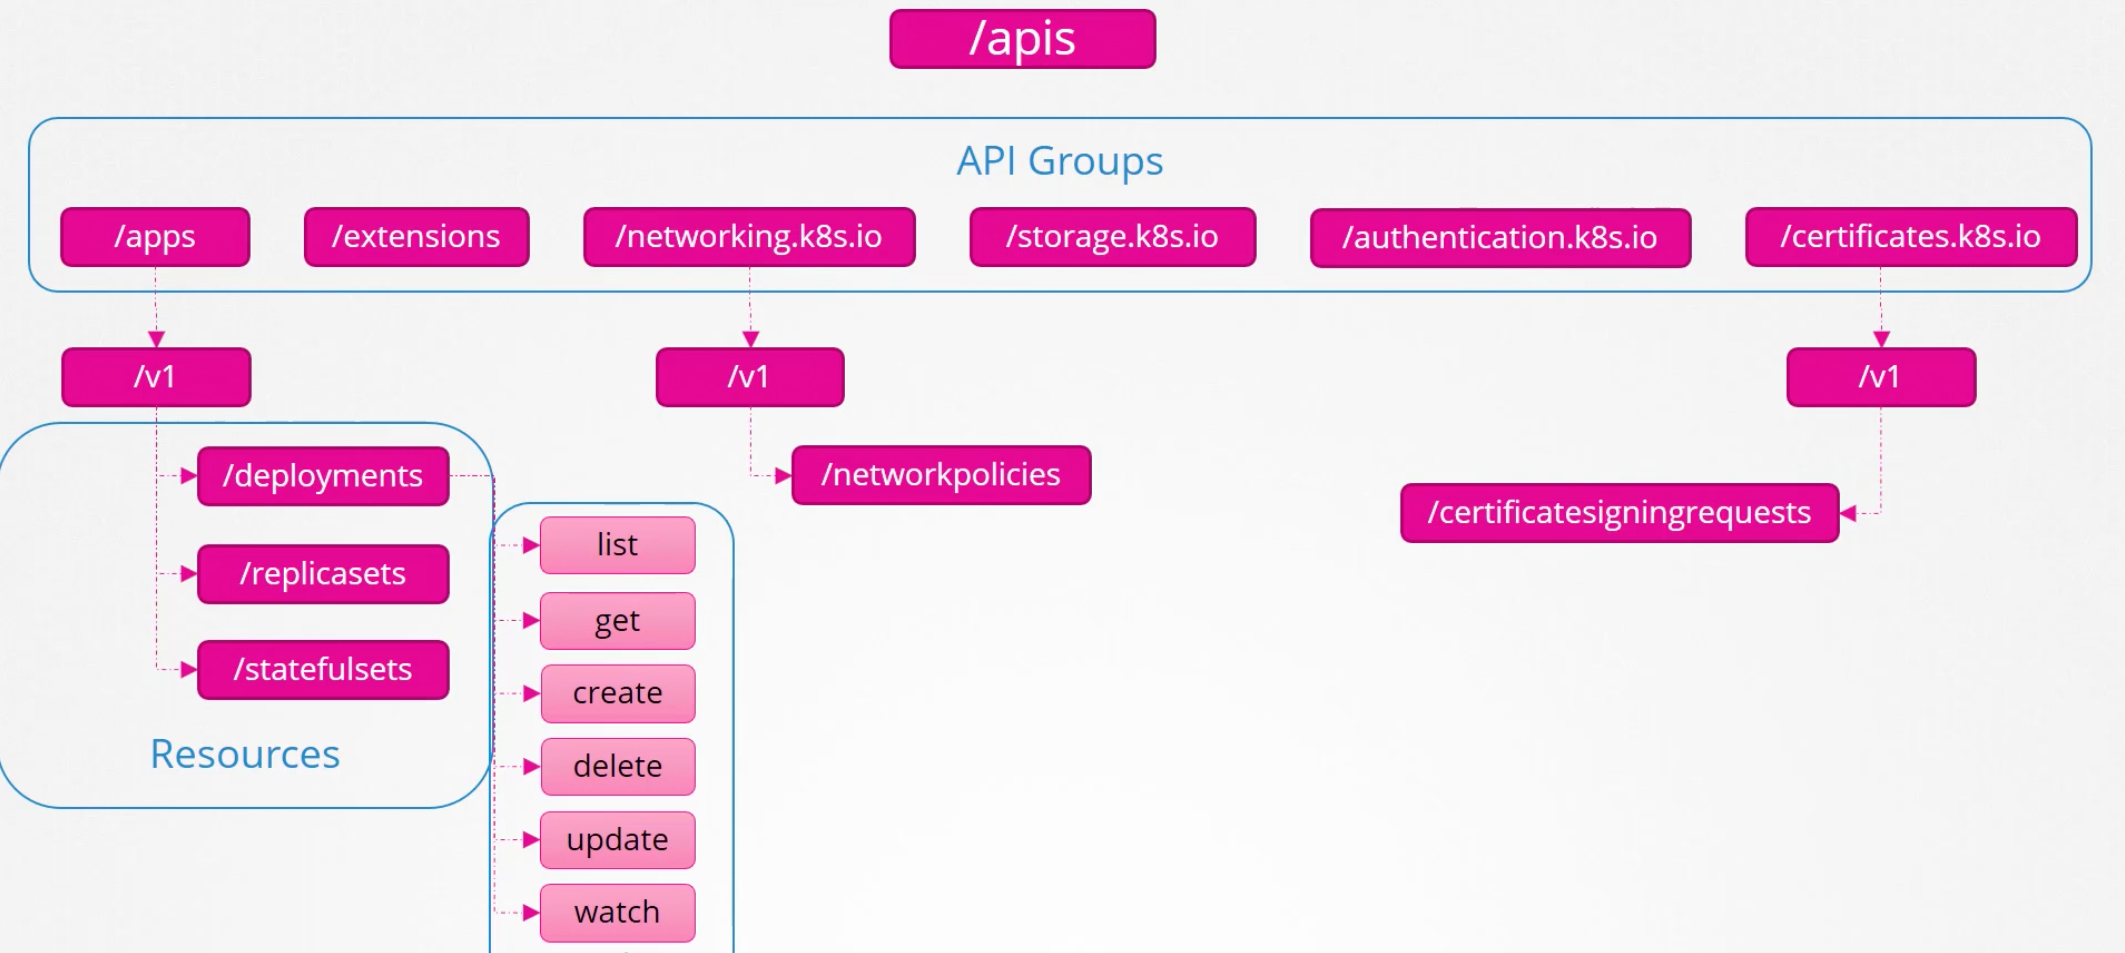 /apis
API Groups
/apps
/extensions
/networking.k8s.io
/storage.k8s.io
/authentication.k8s.io
/certificates.k8s.io
/v1
/v1
/v1
/deployments
/replicasets
/statefulsets
Resources
/networkpolicies
/certificatesigningrequests
list
get
create
delete
update
watch